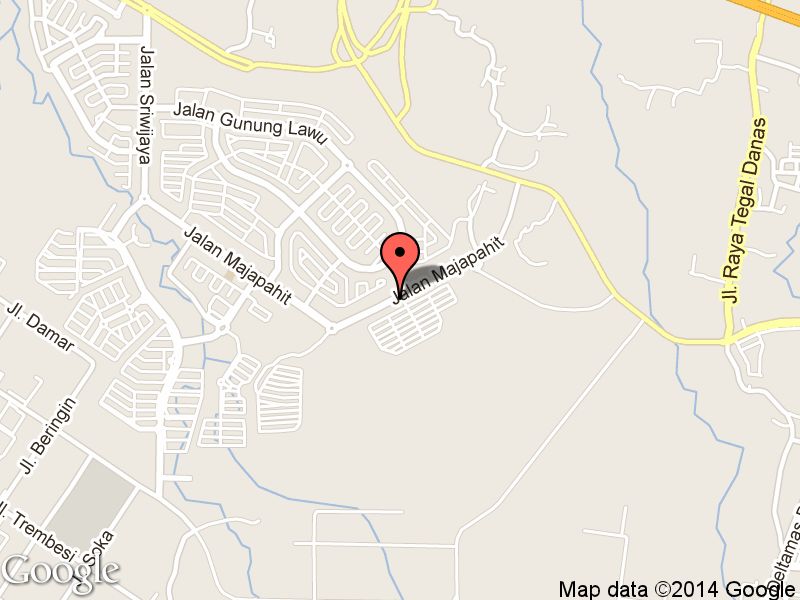 Jalan Sriwijaya
Jalan Gunung Lawu
Jl. Raya Tegal Danas
Jalan Majapahit
Jalan Majapahit
Jl. Damar
Jl. Beringin
Jl. Trembesi
Soka
Deltamas
Google
Map data ©2014 Google